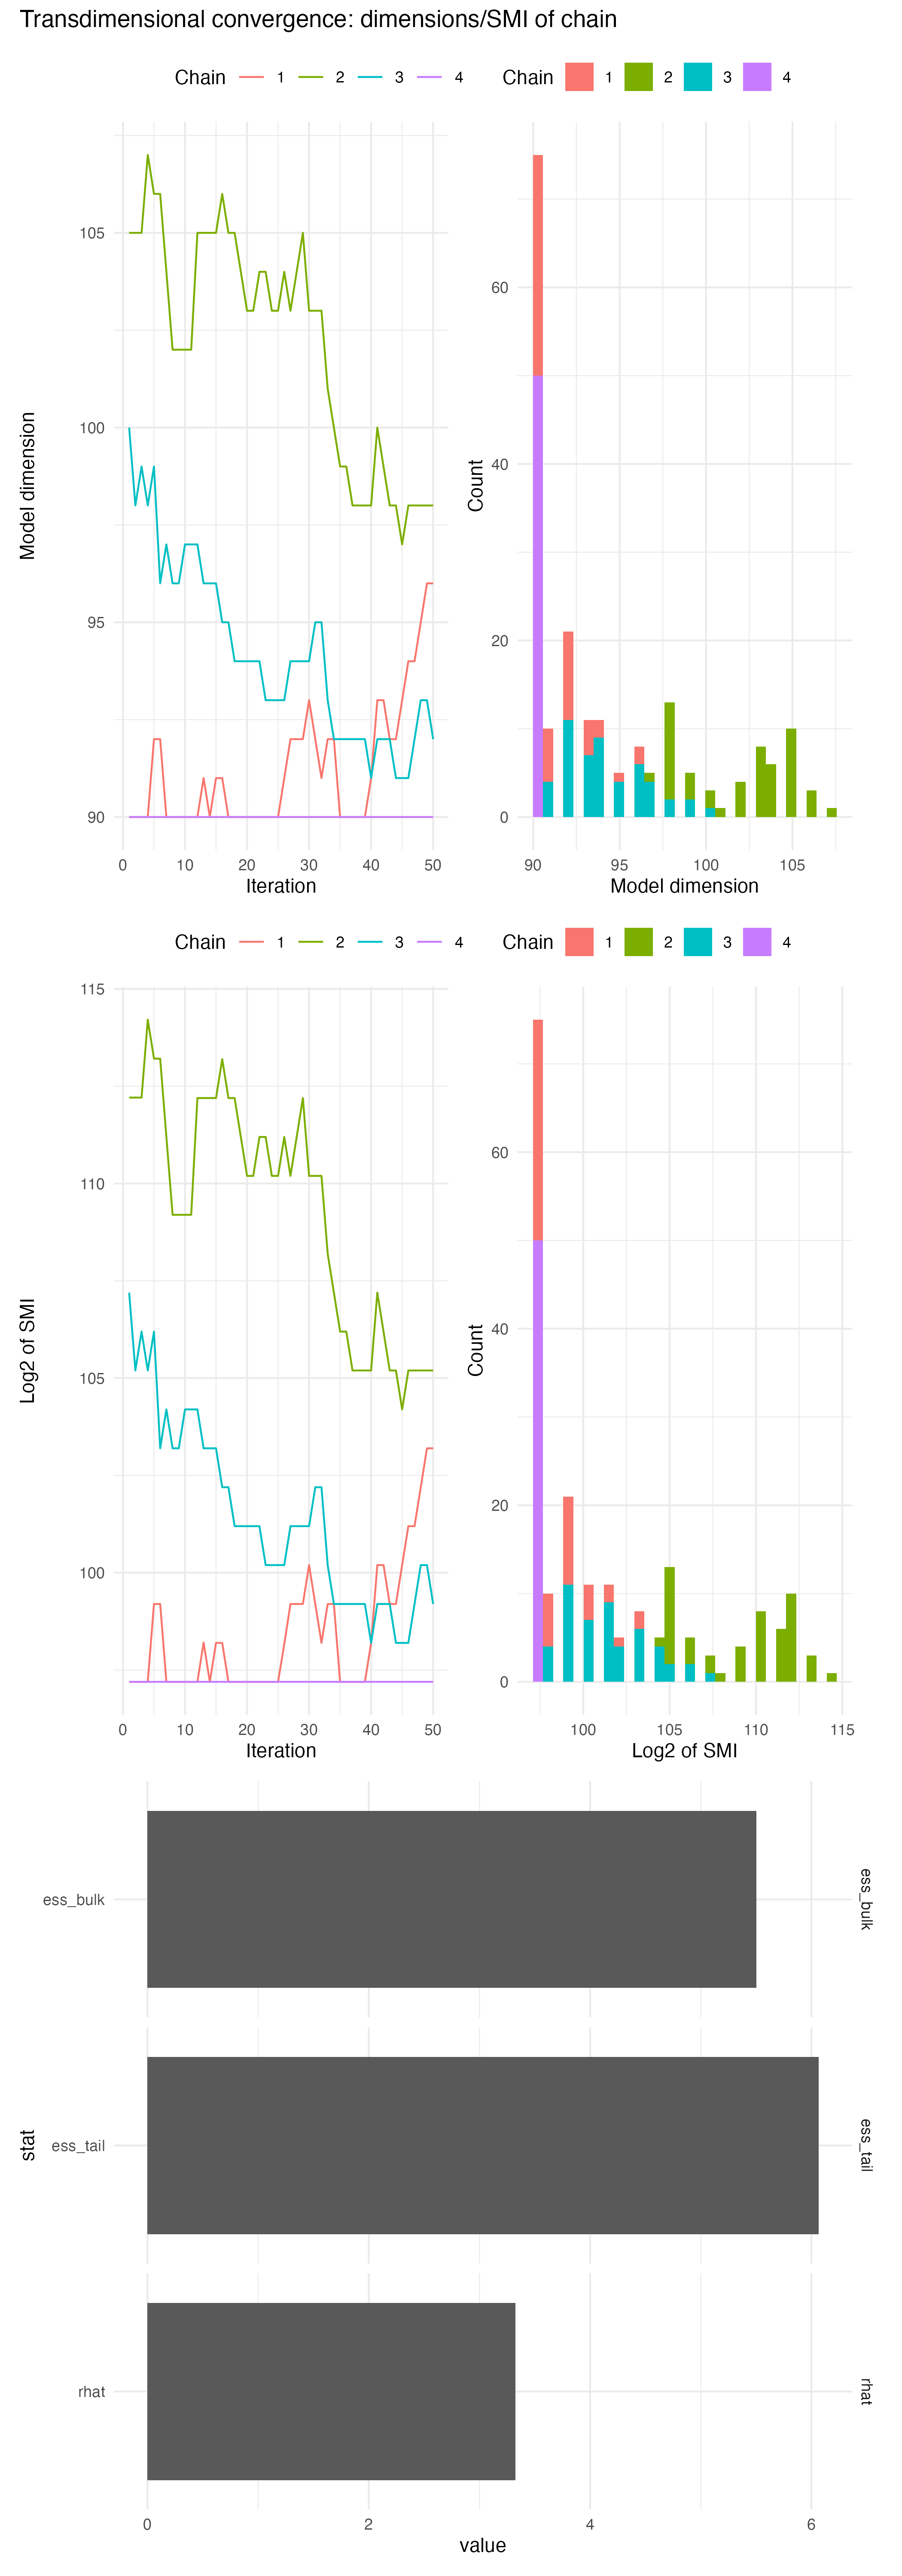 Transdimensional convergence: dimensions/SMI of chain
Chain 1 2 3 4
Chain 1 2 3 4
Model dimension
105
100
95
90
0 10 20 30 40 50
Iteration
Count
60
40
20
0
90 95 100 105
Model dimension
Chain 1 2 3 4
Chain 1 2 3 4
Log2 of SMI
115
110
105
100
0 10 20 30 40 50
Iteration
Count
60
40
20
0
100 105 110 115
Log2 of SMI
stat
ess_bulk
ess_bulk
ess_tail
ess_tail
rhat
rhat
0 2 4 6
value